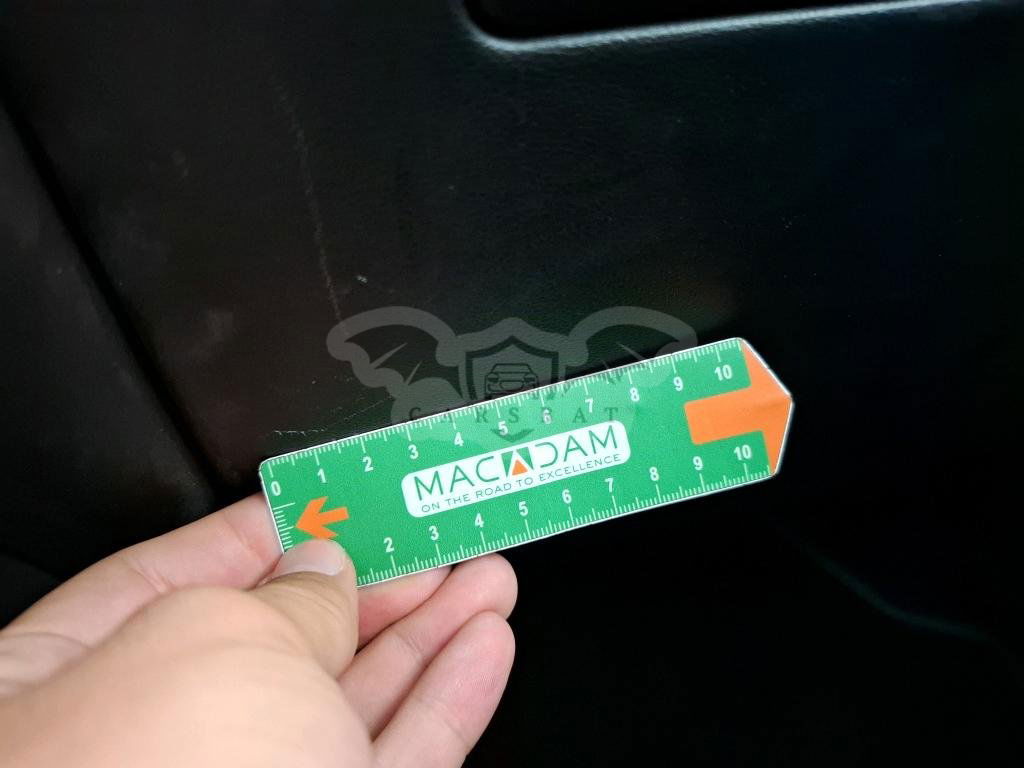 CARSPAT
0 1 2 3 4 5 6 7 8 9 10
MACADAM
ON THE ROAD TO EXCELLENCE
2 3 4 5 6 7 8 9 10